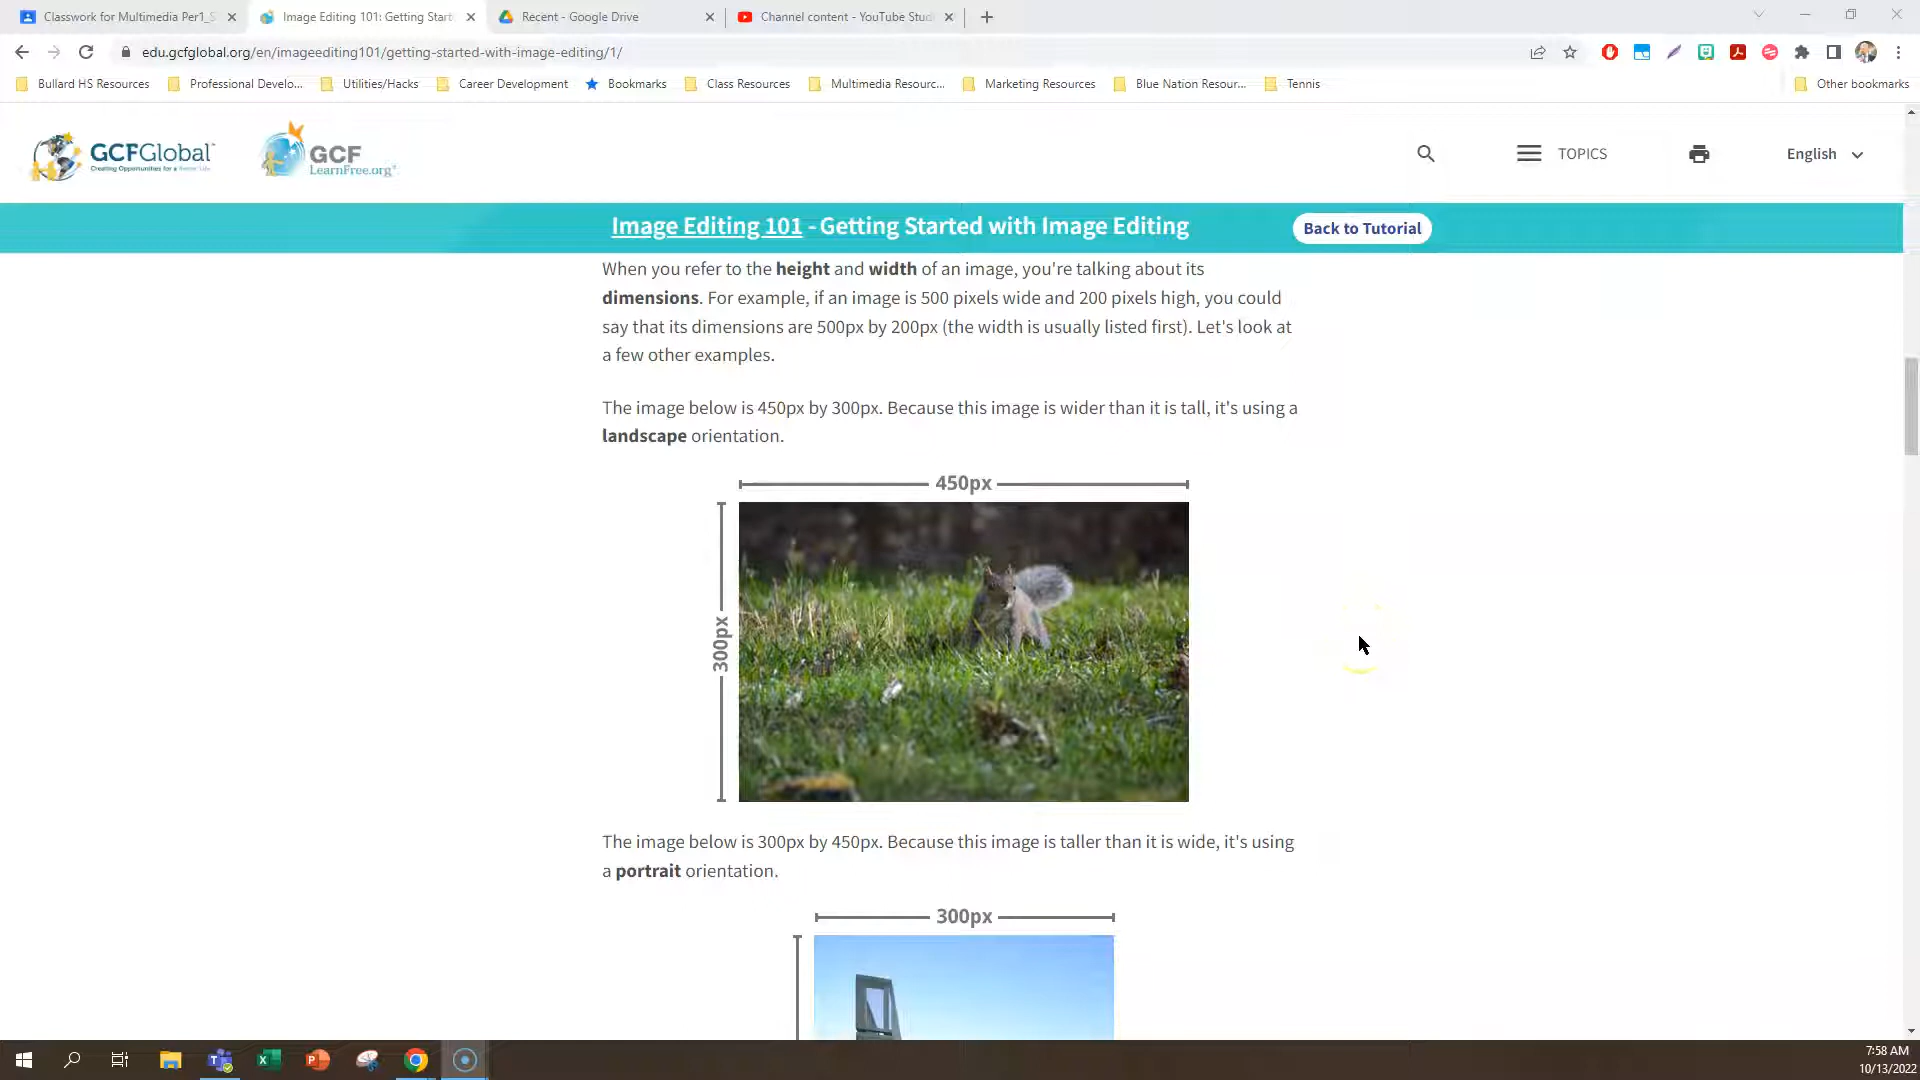 Classwork for Multimedia Per1_S
Image Editing 101: Getting Start
Recent - Google Drive
Channel content - YouTube Stud
edu.gcfglobal.org/en/imageediting101/getting-started-with-image-editing/1/
Bullard HS Resources
Professional Develo...
Utilities/Hacks
Career Development
Bookmarks
Class Resources
Multimedia Resourc...
Marketing Resources
Blue Nation Resour...
Tennis
Other bookmarks
GCFGlobal
Creating Opportunities for a Better Life
GCF
LearnFree.org
TOPICS
English
Image Editing 101 - Getting Started with Image Editing
Back to Tutorial
When you refer to the height and width of an image, you're talking about its
dimensions. For example, if an image is 500 pixels wide and 200 pixels high, you could
say that its dimensions are 500px by 200px (the width is usually listed first). Let's look at
a few other examples.
The image below is 450px by 300px. Because this image is wider than it is tall, it's using a
landscape orientation.
450px
300px
The image below is 300px by 450px. Because this image is taller than it is wide, it's using
a portrait orientation.
300px
7:58 AM
10/13/2022